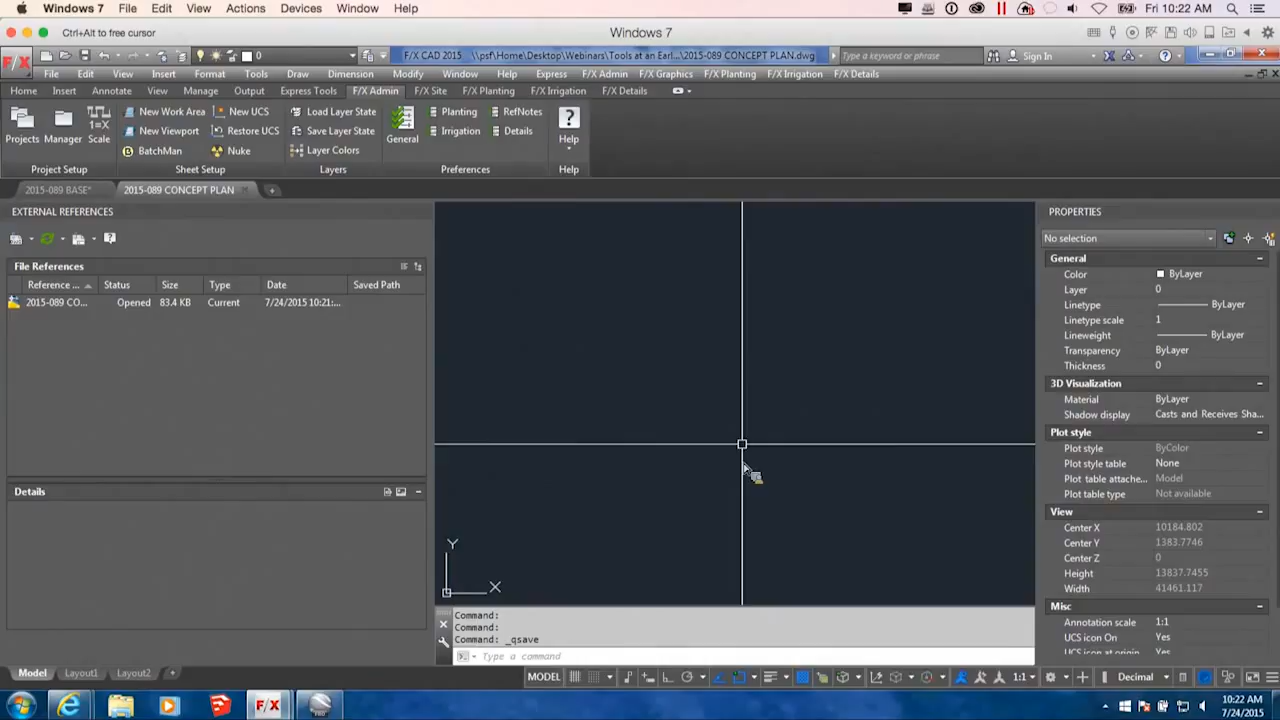 Windows 7 File Edit View Actions Devices Window Help Fri 10:22 AM
Ctrl+Alt to free cursor Windows 7
F/X 0 F/X CAD 2015 \\psf\Home\Desktop\Webinars\Tools at an Earl...\2015-089 CONCEPT PLAN.dwg Type a keyword or phrase Sign In
File Edit View Insert Format Tools Draw Dimension Modify Window Help Express F/X Admin F/X Graphics F/X Planting F/X Irrigation F/X Details
Home Insert Annotate View Manage Output Express Tools F/X Admin F/X Site F/X Planting F/X Irrigation F/X Details
New Work Area New UCS Load Layer State Planting RefNotes
Projects Manager Scale New Viewport Restore UCS Save Layer State General Irrigation Details Help
BatchMan Nuke Layer Colors
Project Setup Sheet Setup Layers Preferences Help
2015-089 BASE* 2015-089 CONCEPT PLAN
EXTERNAL REFERENCES
File References
Reference ... Status Size Type Date Saved Path
2015-089 CO... Opened 83.4 KB Current 7/24/2015 10:21:...
Details
Y
X
Command:
Command:
Command: _qsave
Type a command
PROPERTIES
No selection
General
Color ByLayer
Layer 0
Linetype ByLayer
Linetype scale 1
Lineweight ByLayer
Transparency ByLayer
Thickness 0
3D Visualization
Material ByLayer
Shadow display Casts and Receives Sha...
Plot style
Plot style ByColor
Plot style table None
Plot table attache... Model
Plot table type Not available
View
Center X 10184.802
Center Y 1383.7746
Center Z 0
Height 13837.7455
Width 41461.117
Misc
Annotation scale 1:1
UCS icon On Yes
UCS icon at origin Yes
Model Layout1 Layout2 MODEL 1:1 Decimal
F/X 10:22 AM
7/24/2015